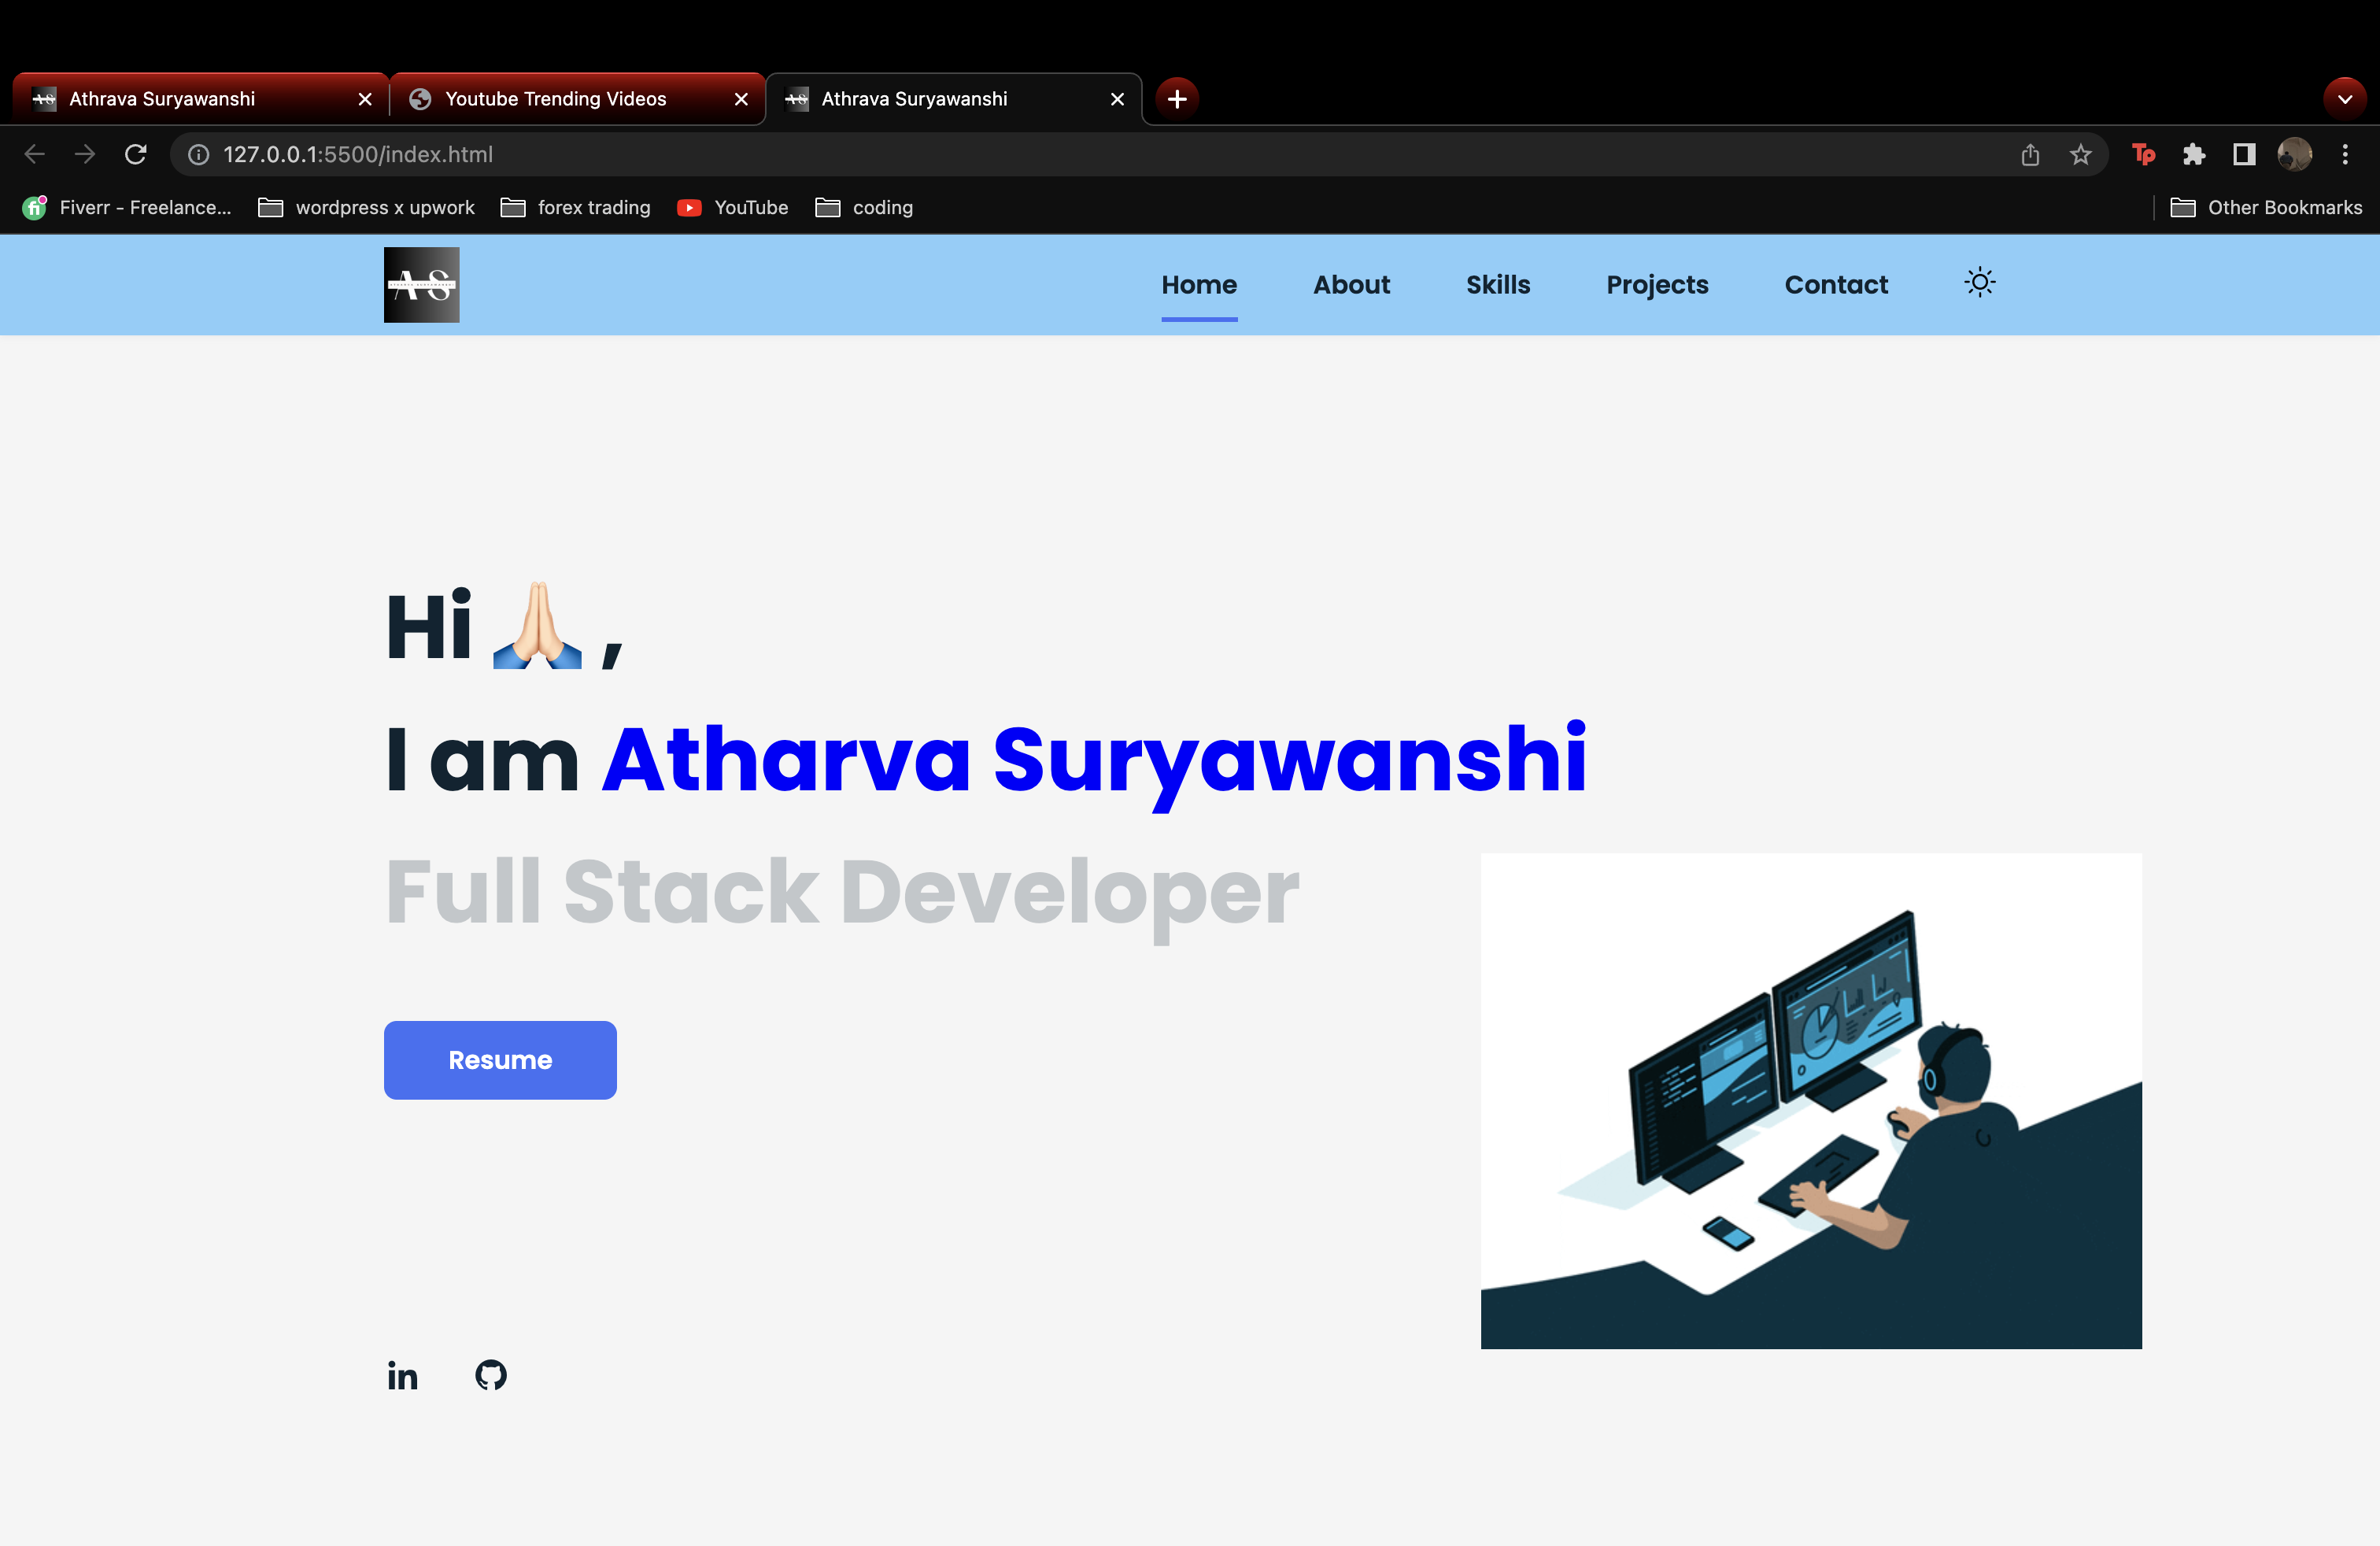 Athrava Suryawanshi
Youtube Trending Videos
Athrava Suryawanshi
127.0.0.1:5500/index.html
Tp
fi Fiverr - Freelance...
wordpress x upwork
forex trading
YouTube
coding
Other Bookmarks
AS
Home
About
Skills
Projects
Contact
Hi 🙏🏻 ,
I am Atharva Suryawanshi
Full Stack Developer
Resume
in